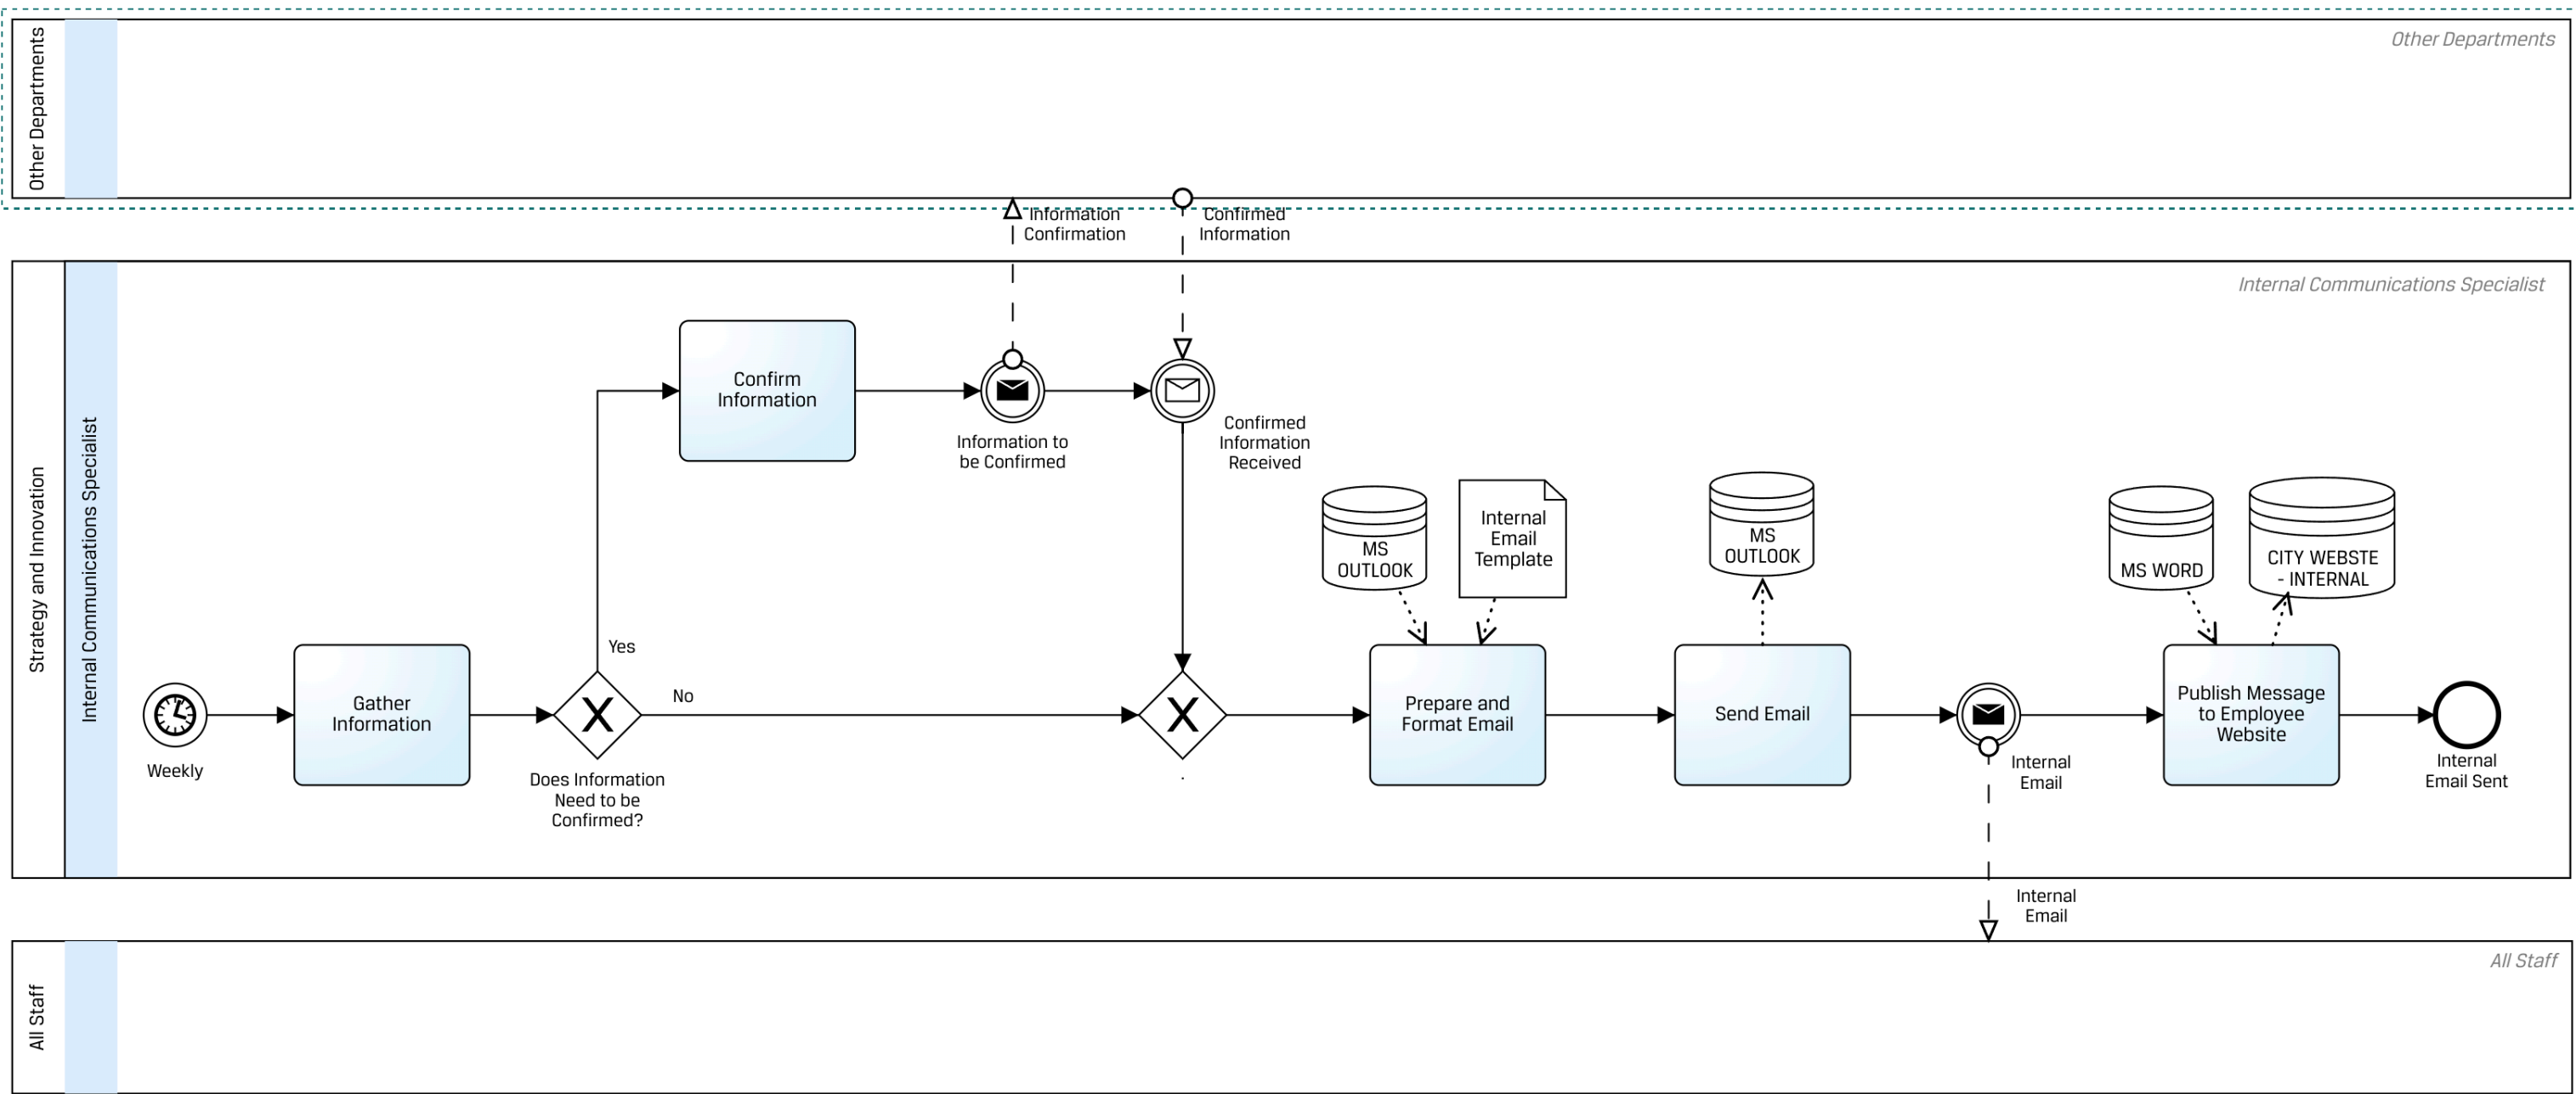 Other Departments
Other Departments
Information
Confirmation
Confirmed
Information
Strategy and Innovation
Internal Communications Specialist
Internal Communications Specialist
Confirm
Information
Information to
be Confirmed
Confirmed
Information
Received
Yes
No
Weekly
Gather
Information
Does Information
Need to be
Confirmed?
X
X
.
MS
OUTLOOK
Internal
Email
Template
Prepare and
Format Email
MS
OUTLOOK
Send Email
Internal
Email
MS WORD
CITY WEBSTE
- INTERNAL
Publish Message
to Employee
Website
Internal
Email Sent
Internal
Email
All Staff
All Staff